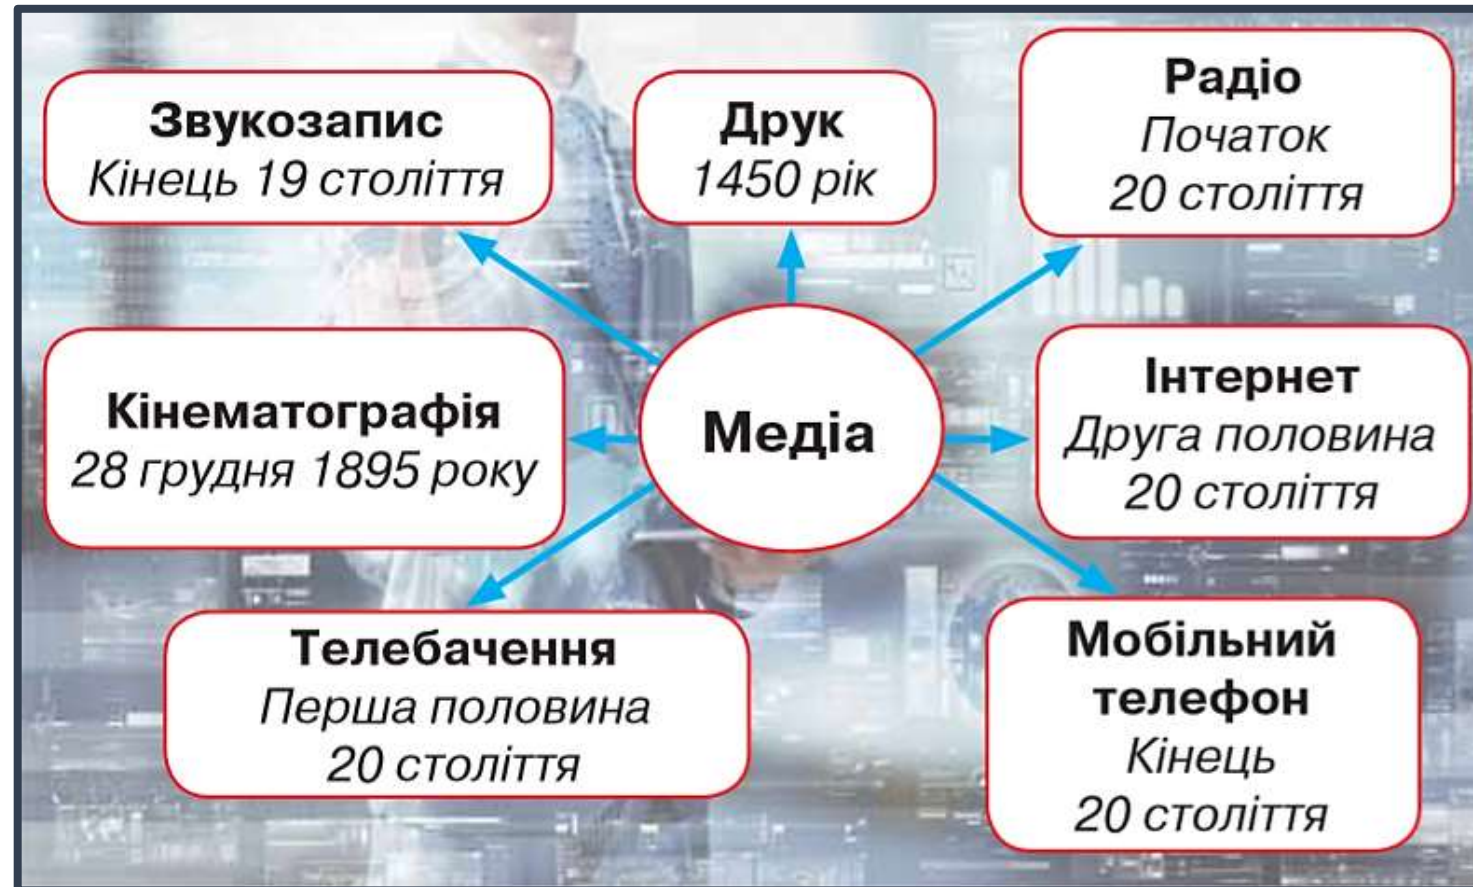 Звукозапис
Кінець 19 століття
Друк
1450 рік
Радіо
Початок
20 століття
Кінематографія
28 грудня 1895 року
Медіа
Інтернет
Друга половина
20 століття
Телебачення
Перша половина
20 століття
Мобільний
телефон
Кінець
20 століття